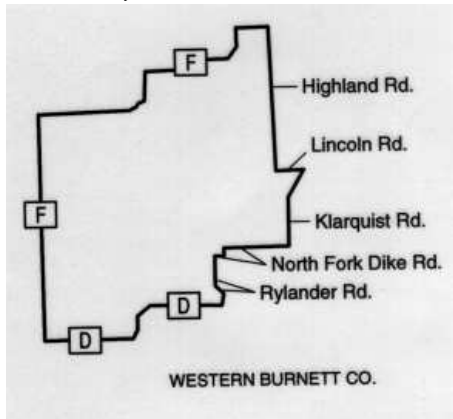 F
Highland Rd.
Lincoln Rd.
F
Klarquist Rd.
North Fork Dike Rd.
Rylander Rd.
D
D
WESTERN BURNETT CO.